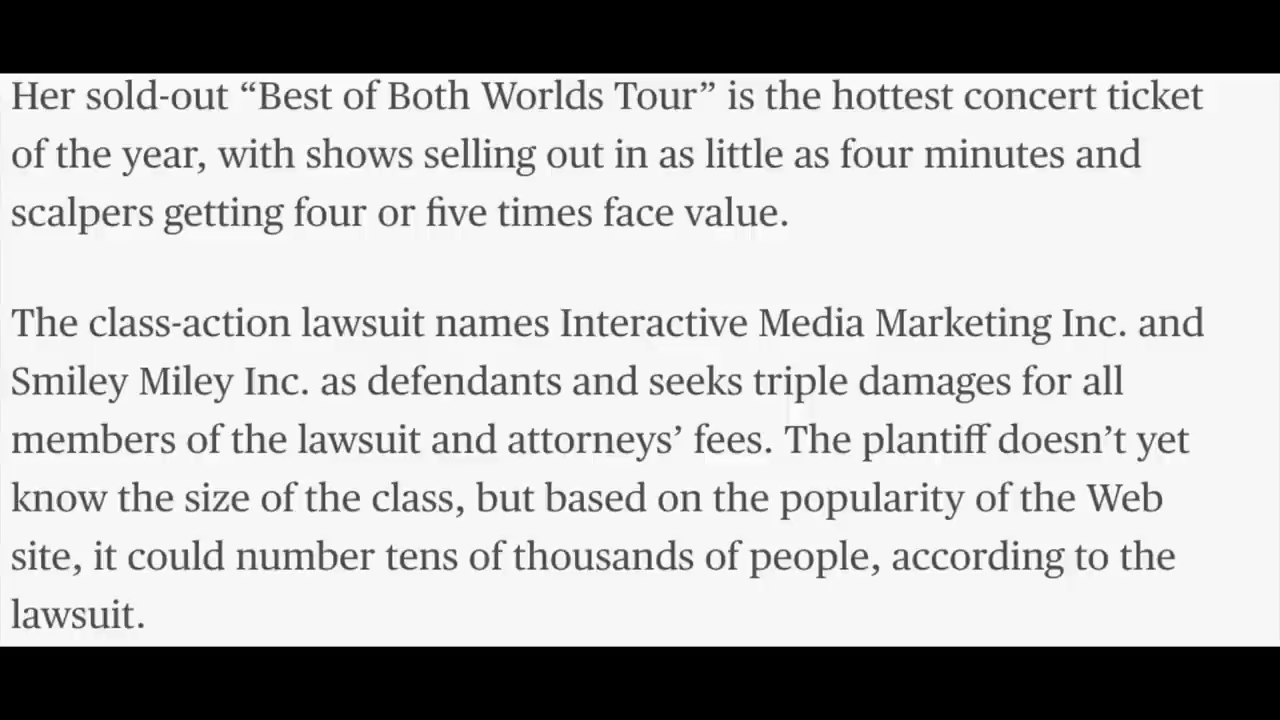 Her sold-out “Best of Both Worlds Tour” is the hottest concert ticket
of the year, with shows selling out in as little as four minutes and
scalpers getting four or five times face value.
The class-action lawsuit names Interactive Media Marketing Inc. and
Smiley Miley Inc. as defendants and seeks triple damages for all
members of the lawsuit and attorneys’ fees. The plantiff doesn’t yet
know the size of the class, but based on the popularity of the Web
site, it could number tens of thousands of people, according to the
lawsuit.